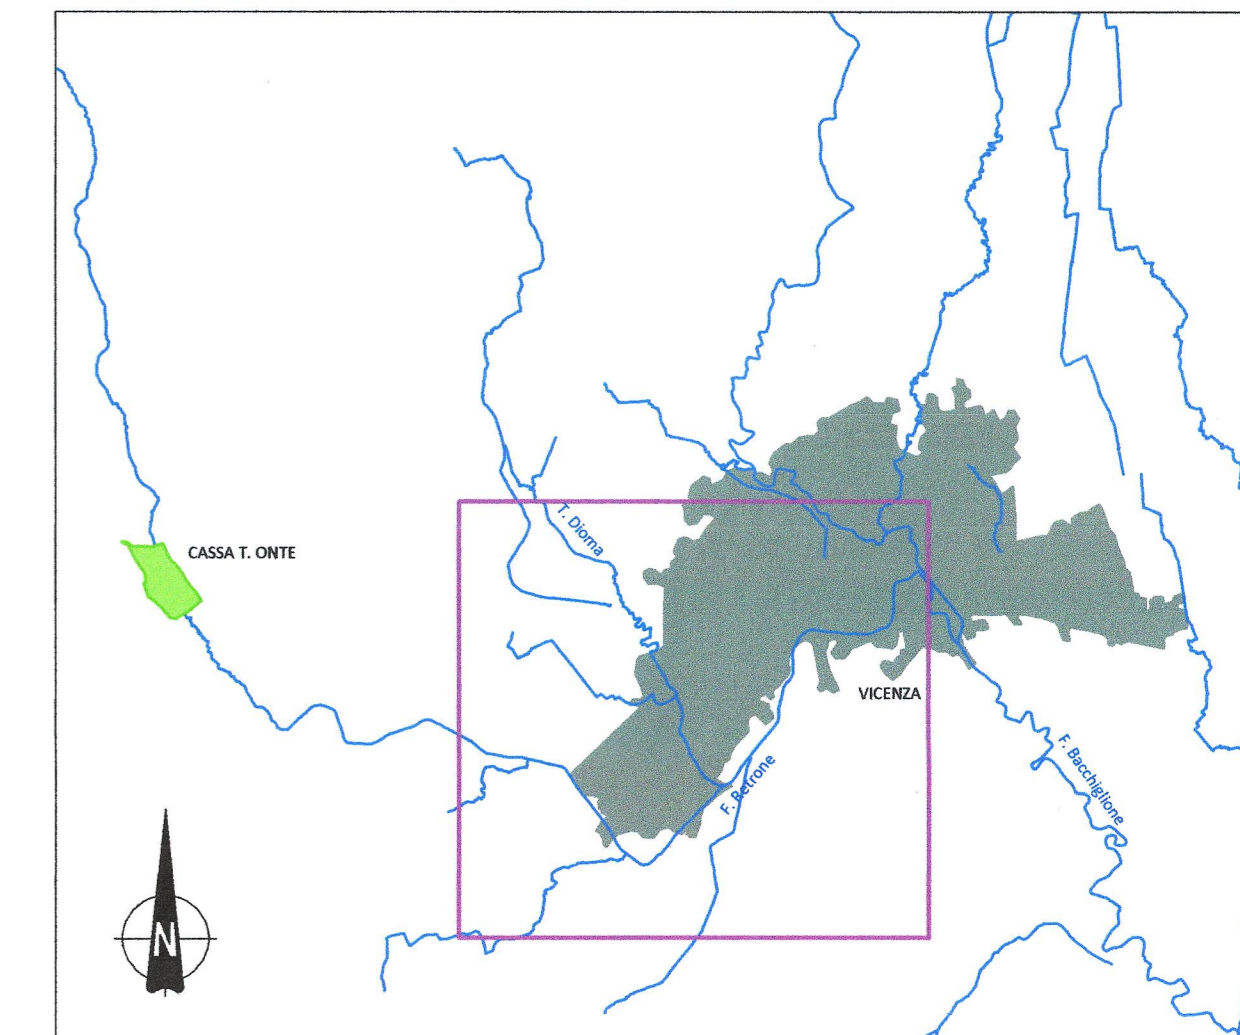 T. Dioma
CASSA T. ONTE
VICENZA
F. Retrone
F. Bacchiglione
N